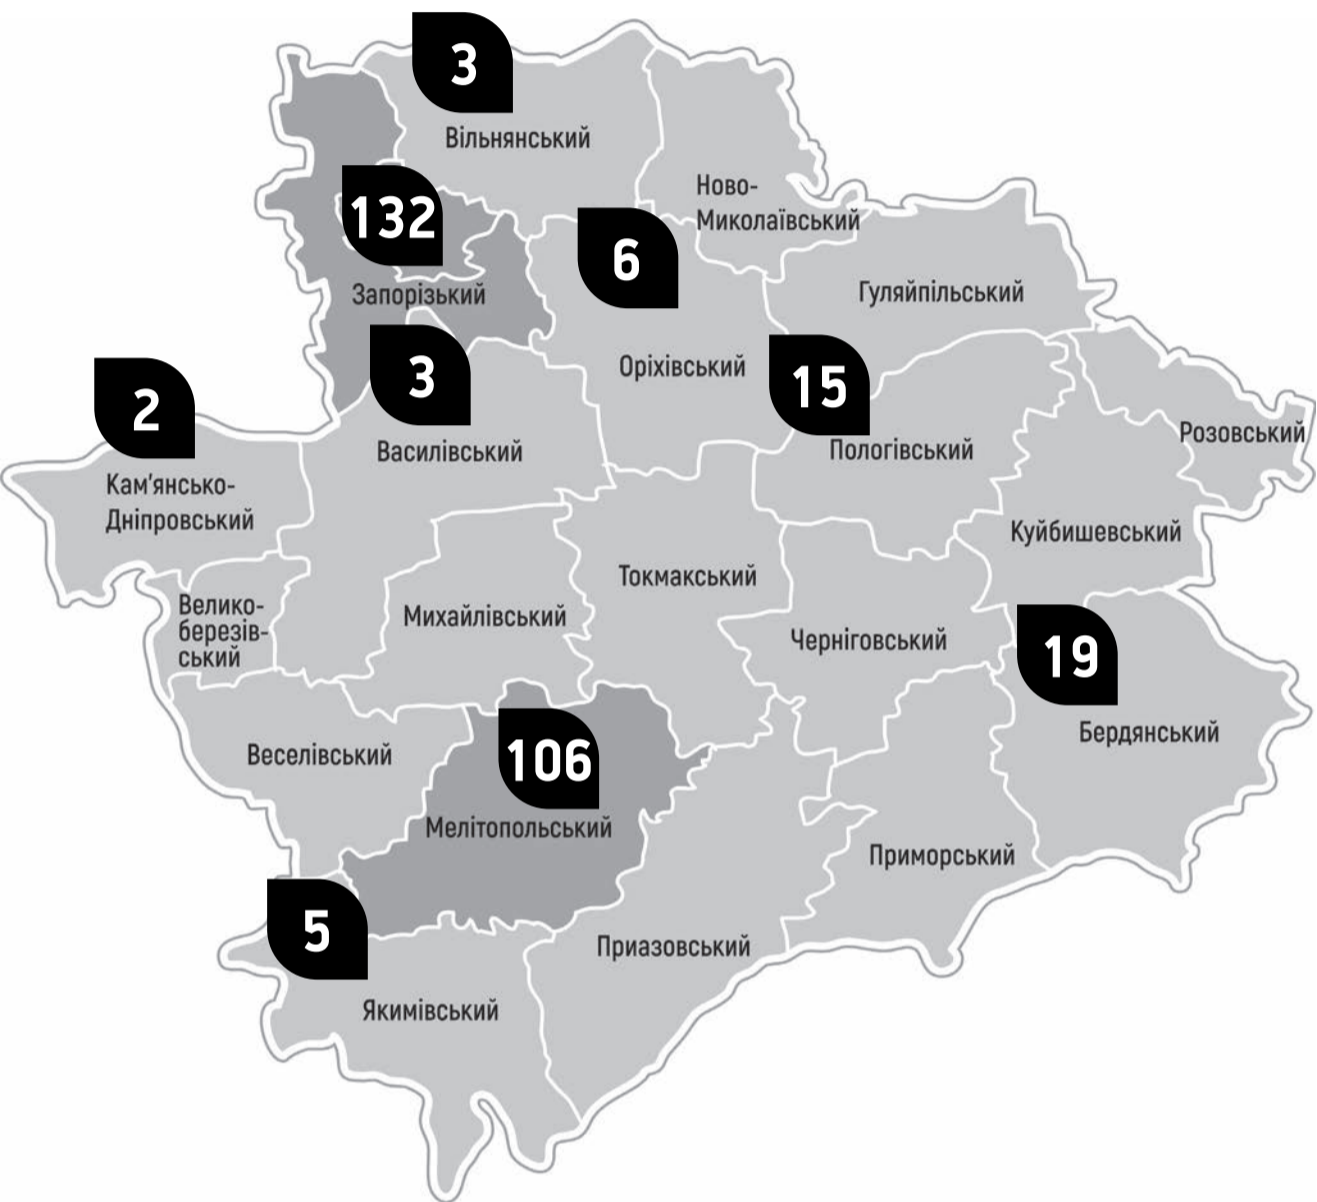 3
Вільнянський
132
Запорізький
Ново-
Миколаївський
6
Оріхівський
Гуляйпільський
3
Василівський
15
Пологівський
Розовський
2
Кам'янсько-
Дніпровський
Куйбишевський
Велико-
березів-
ський
Михайлівський
Токмакський
Черніговський
19
Бердянський
Веселівський
106
Мелітопольський
Приморський
5
Якимівський
Приазовський